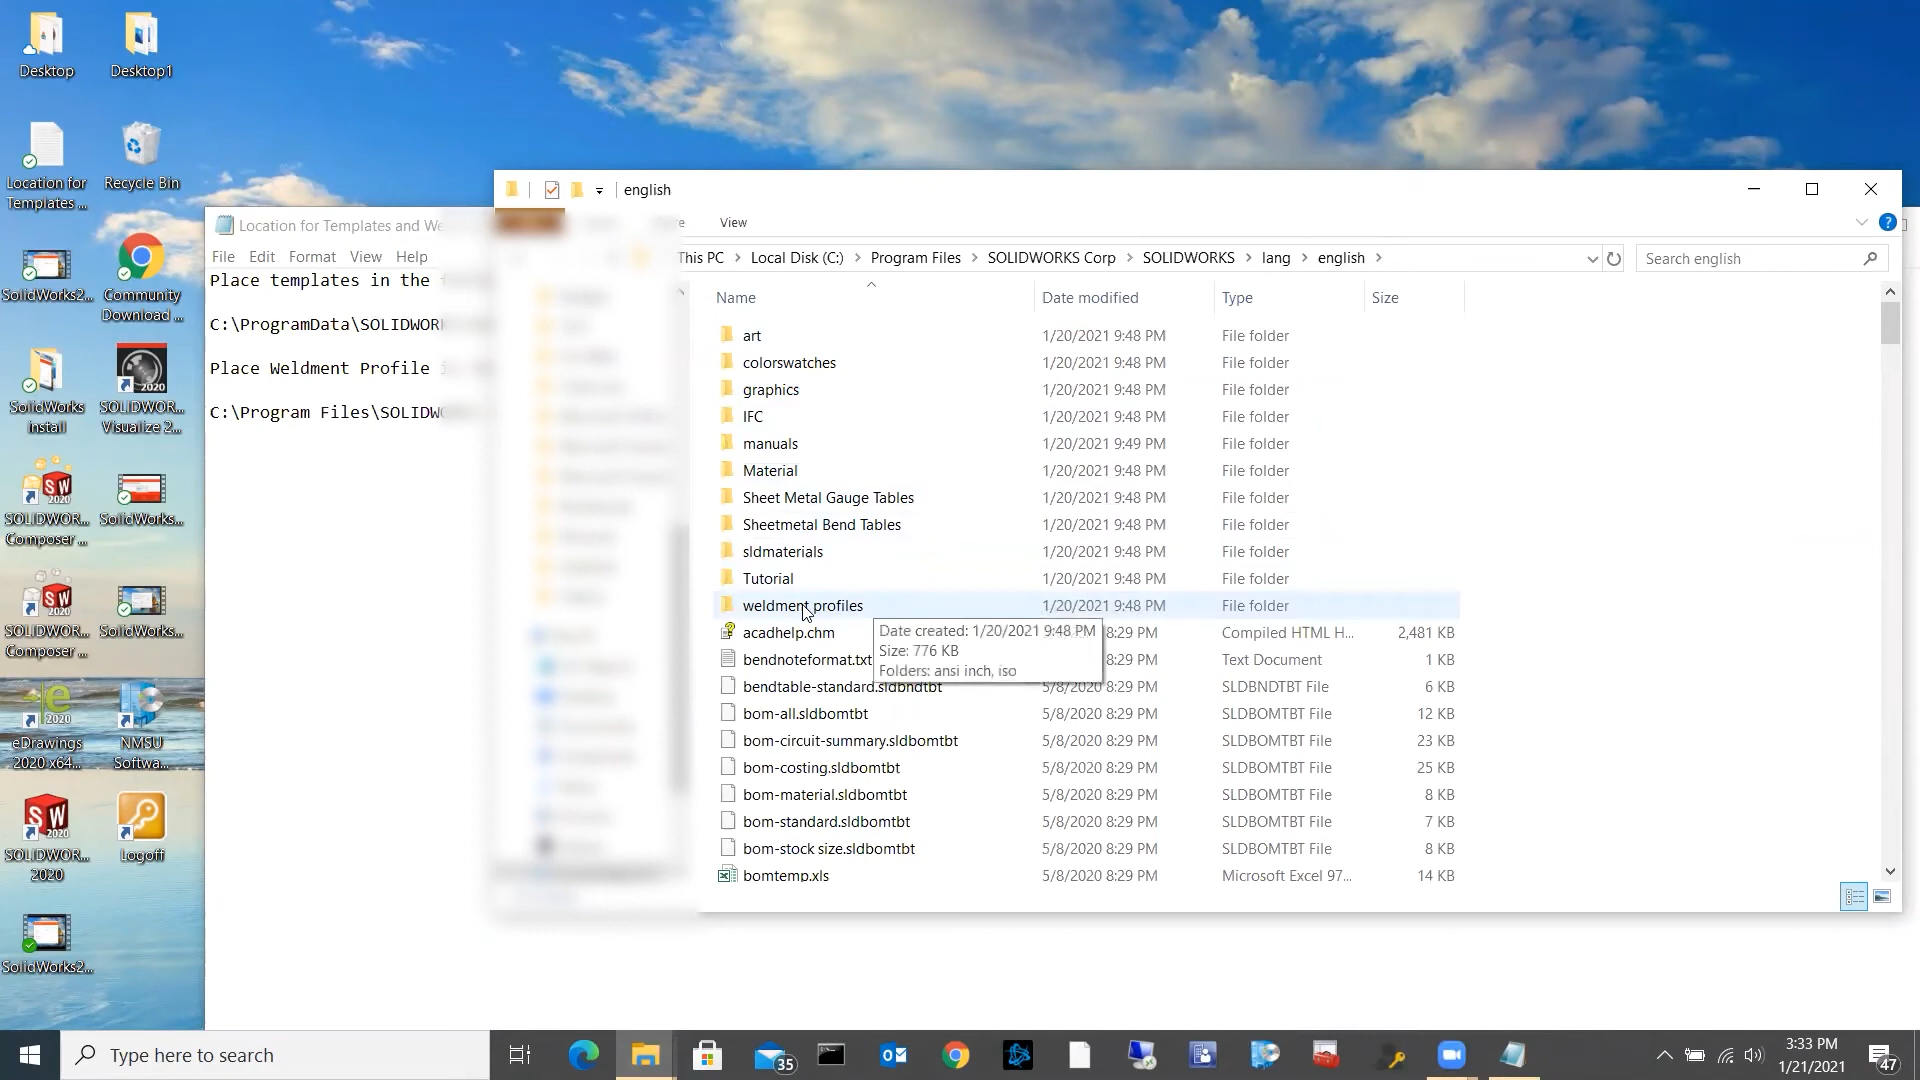 Desktop
Desktop1
Location for
Templates ...
Recycle Bin
SolidWorks2...
Community
Download ...
SolidWorks
install
SOLIDWOR...
Visualize 2...
2020
SOLIDWOR...
Composer ...
SolidWorks...
SOLIDWOR...
Composer ...
SolidWorks...
eDrawings
2020 x64...
NMSU
Softwa...
SOLIDWOR...
2020
Logoff
SolidWorks2...
Location for Templates and We
File Edit Format View Help
Place templates in the
C:\ProgramData\SOLIDWOR
Place Weldment Profile
C:\Program Files\SOLIDW
english
View
This PC > Local Disk (C:) > Program Files > SOLIDWORKS Corp > SOLIDWORKS > lang > english >
Search english
Name Date modified Type Size
art 1/20/2021 9:48 PM File folder
colorswatches 1/20/2021 9:48 PM File folder
graphics 1/20/2021 9:48 PM File folder
IFC 1/20/2021 9:48 PM File folder
manuals 1/20/2021 9:49 PM File folder
Material 1/20/2021 9:48 PM File folder
Sheet Metal Gauge Tables 1/20/2021 9:48 PM File folder
Sheetmetal Bend Tables 1/20/2021 9:48 PM File folder
sldmaterials 1/20/2021 9:48 PM File folder
Tutorial 1/20/2021 9:48 PM File folder
weldment profiles 1/20/2021 9:48 PM File folder
acadhelp.chm 8:29 PM Compiled HTML H... 2,481 KB
bendnoteformat.txt 8:29 PM Text Document 1 KB
bendtable-standard.sldbndtbt 5/8/2020 8:29 PM SLDBNDTBT File 6 KB
bom-all.sldbomtbt 5/8/2020 8:29 PM SLDBOMTBT File 12 KB
bom-circuit-summary.sldbomtbt 5/8/2020 8:29 PM SLDBOMTBT File 23 KB
bom-costing.sldbomtbt 5/8/2020 8:29 PM SLDBOMTBT File 25 KB
bom-material.sldbomtbt 5/8/2020 8:29 PM SLDBOMTBT File 8 KB
bom-standard.sldbomtbt 5/8/2020 8:29 PM SLDBOMTBT File 7 KB
bom-stock size.sldbomtbt 5/8/2020 8:29 PM SLDBOMTBT File 8 KB
bomtemp.xls 5/8/2020 8:29 PM Microsoft Excel 97... 14 KB
Date created: 1/20/2021 9:48 PM
Size: 776 KB
Folders: ansi inch, iso
Type here to search
35
3:33 PM
1/21/2021
47